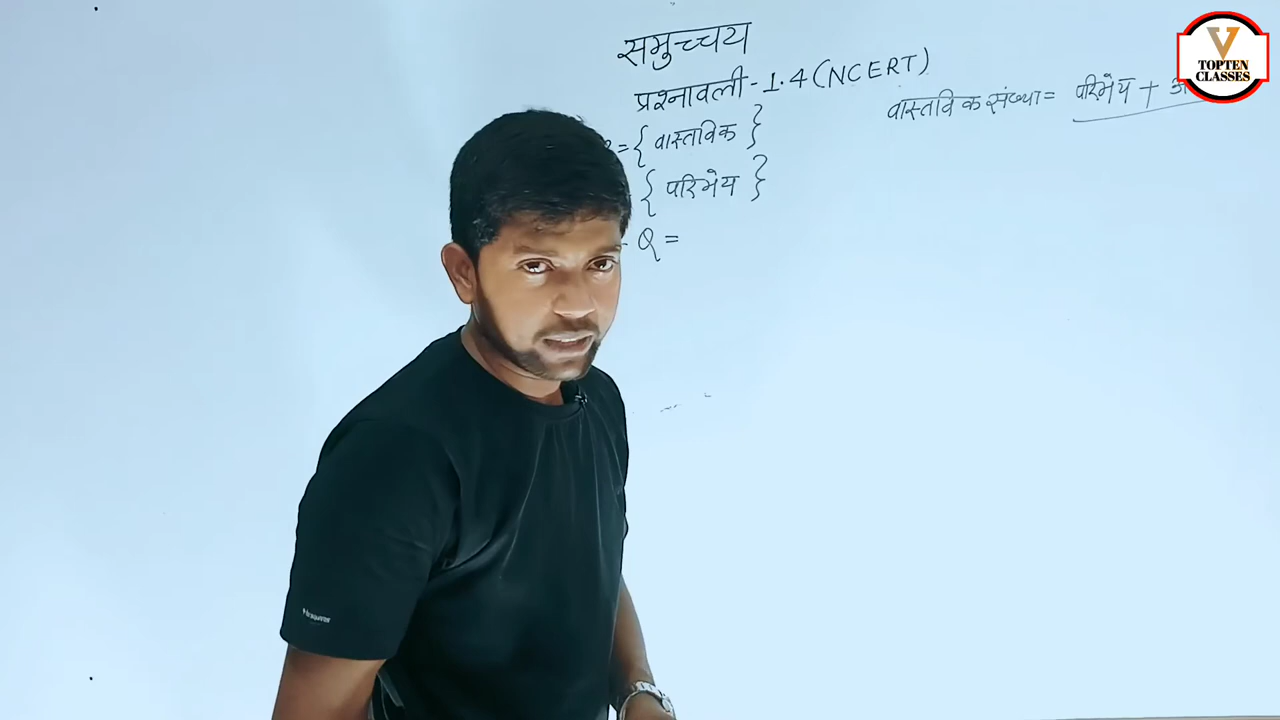 समुच्चय
प्रश्नावली-1.4 (NCERT)
= { वास्तविक }
{ परिमेय }
- Q =
वास्तविक संख्या = परिमेय +
V
TOPTEN
CLASSES